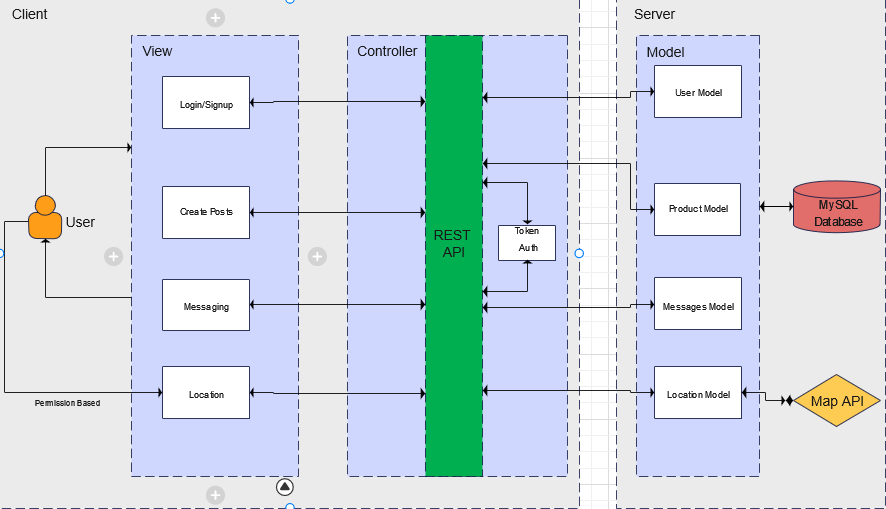 Client
Server
View
Controller
Model
Login/Signup
User Model
Create Posts
Product Model
MySQL
Database
User
REST
API
Token
Auth
Messaging
Messages Model
Location
Location Model
Map API
Permission Based